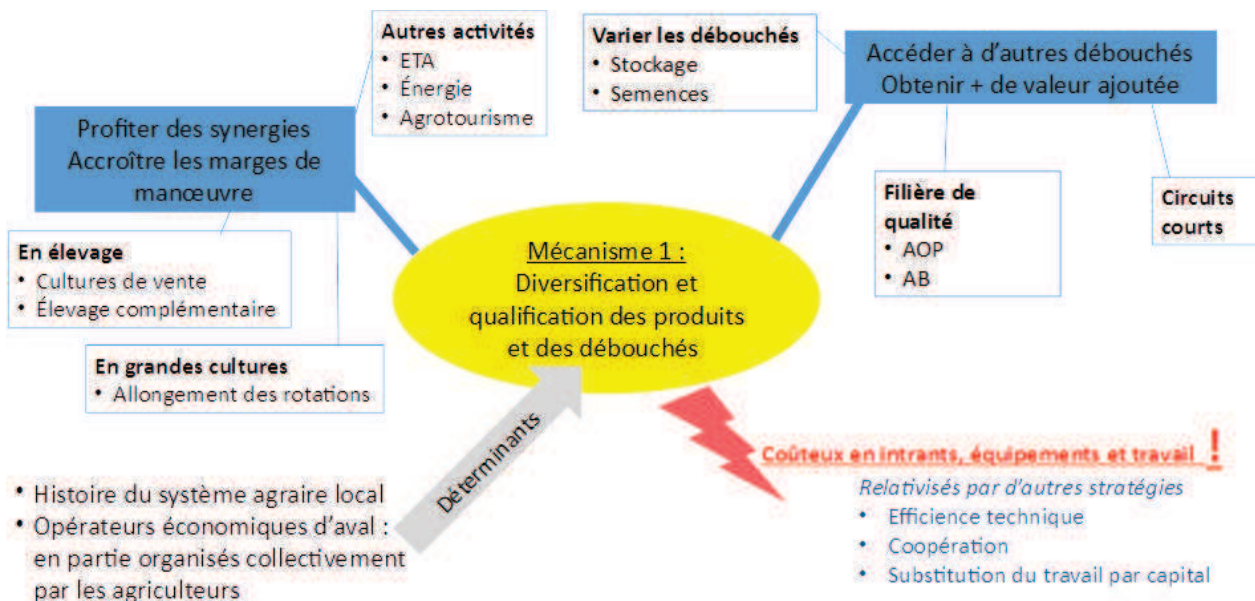 Autres activités
• ETA
• Énergie
• Agrotourisme
Varier les débouchés
• Stockage
• Semences
Accéder à d'autres débouchés
Obtenir + de valeur ajoutée
Profiter des synergies
Accroître les marges de
manœuvre
Filière de
qualité
• AOP
• AB
Circuits
courts
En élevage
• Cultures de vente
• Élevage complémentaire
En grandes cultures
• Allongement des rotations
Mécanisme 1 :
Diversification et
qualification des produits
et des débouchés
Déterminants
• Histoire du système agraire local
• Opérateurs économiques d'aval :
en partie organisés collectivement
par les agriculteurs
Coûteux en intrants, équipements et travail !
Relativisés par d'autres stratégies
• Efficience technique
• Coopération
• Substitution du travail par capital